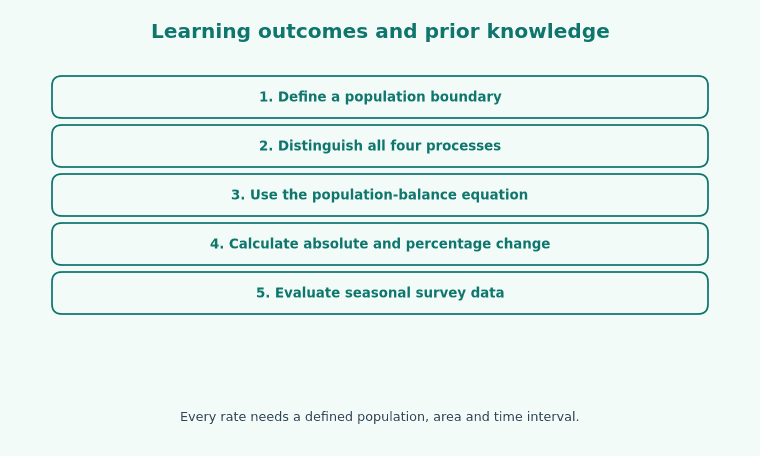 Learning outcomes and prior knowledge
1. Define a population boundary
2. Distinguish all four processes
3. Use the population-balance equation
4. Calculate absolute and percentage change
5. Evaluate seasonal survey data
Every rate needs a defined population, area and time interval.